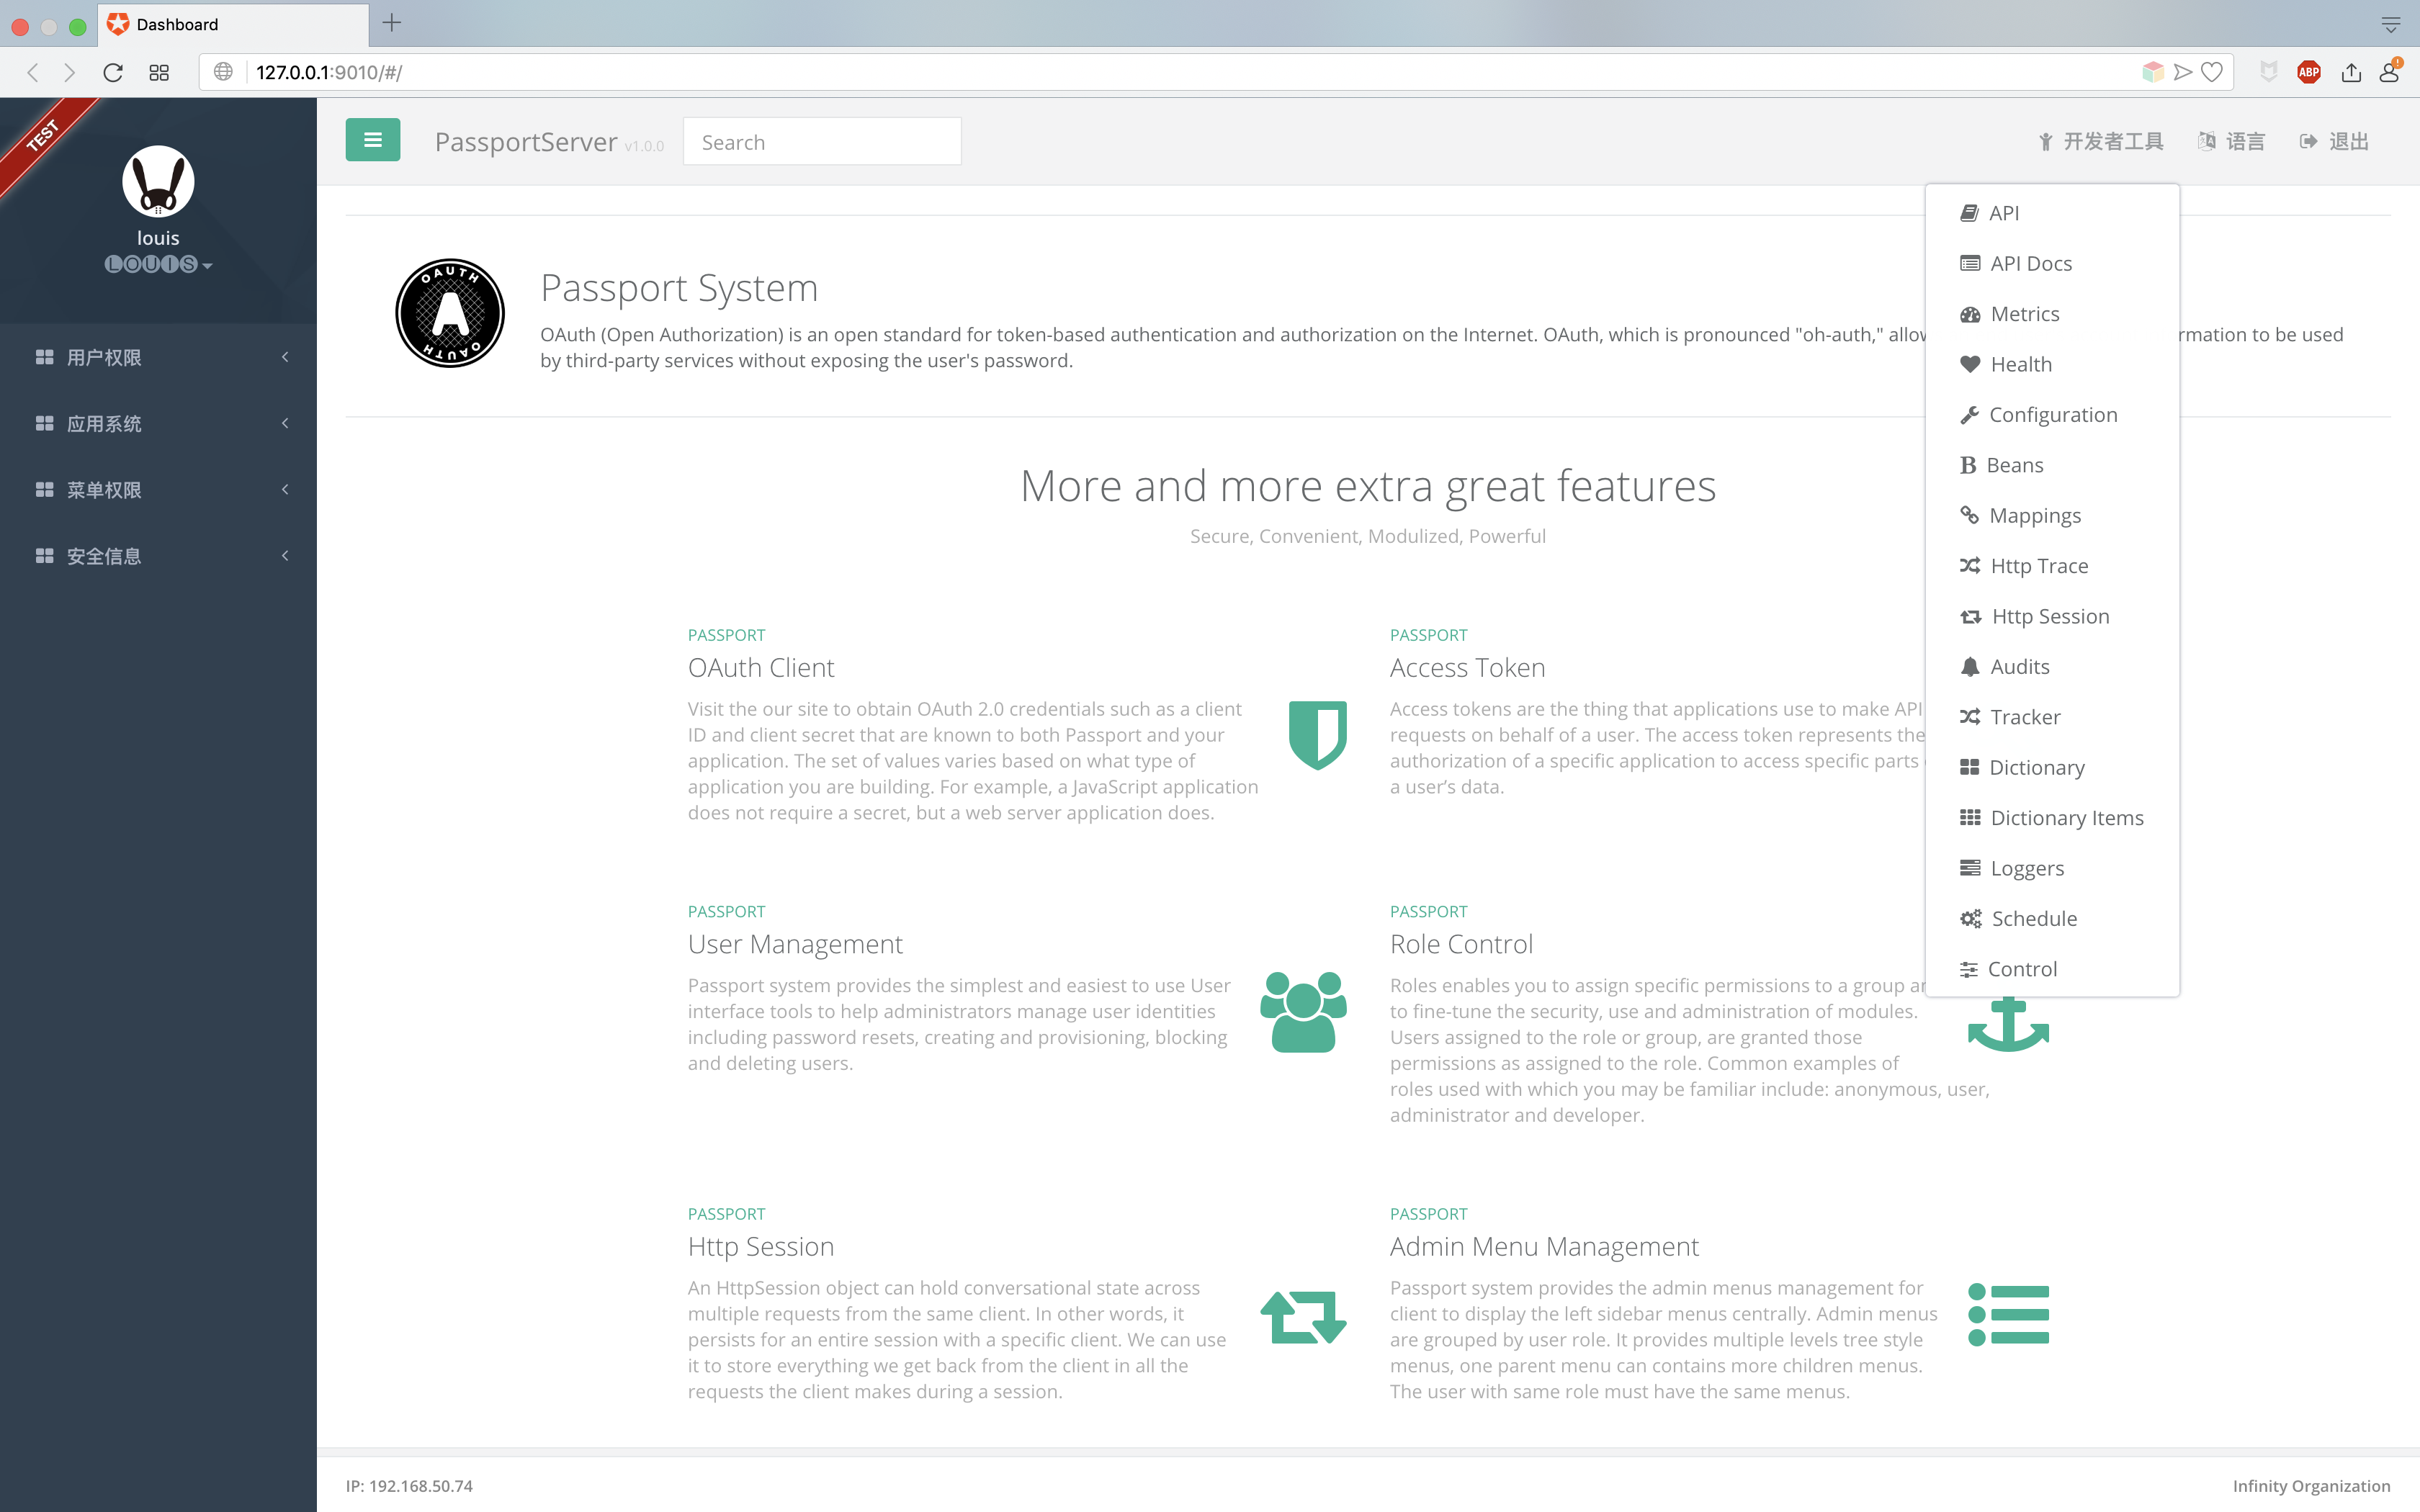 Dashboard
127.0.0.1:9010/#/
ABP
TEST
louis
🅛🅞🅤🅘🅢
用户权限
应用系统
菜单权限
安全信息
PassportServer v1.0.0
Search
开发者工具
语言
退出
API
API Docs
Metrics
Health
Configuration
Beans
Mappings
Http Trace
Http Session
Audits
Tracker
Dictionary
Dictionary Items
Loggers
Schedule
Control
OAUTH
A
OAUTH
Passport System
OAuth (Open Authorization) is an open standard for token-based authentication and authorization on the Internet. OAuth, which is pronounced "oh-auth," to be used
by third-party services without exposing the user's password.
More and more extra great features
Secure, Convenient, Modulized, Powerful
PASSPORT
OAuth Client
Visit the our site to obtain OAuth 2.0 credentials such as a client
ID and client secret that are known to both Passport and your
application. The set of values varies based on what type of
application you are building. For example, a JavaScript application
does not require a secret, but a web server application does.
PASSPORT
Access Token
Access tokens are the thing that applications use to make API
requests on behalf of a user. The access token represents the
authorization of a specific application to access specific parts
a user’s data.
PASSPORT
User Management
Passport system provides the simplest and easiest to use User
interface tools to help administrators manage user identities
including password resets, creating and provisioning, blocking
and deleting users.
PASSPORT
Role Control
Roles enables you to assign specific permissions to a group
to fine-tune the security, use and administration of modules.
Users assigned to the role or group, are granted those
permissions as assigned to the role. Common examples of
roles used with which you may be familiar include: anonymous, user,
administrator and developer.
PASSPORT
Http Session
An HttpSession object can hold conversational state across
multiple requests from the same client. In other words, it
persists for an entire session with a specific client. We can use
it to store everything we get back from the client in all the
requests the client makes during a session.
PASSPORT
Admin Menu Management
Passport system provides the admin menus management for
client to display the left sidebar menus centrally. Admin menus
are grouped by user role. It provides multiple levels tree style
menus, one parent menu can contains more children menus.
The user with same role must have the same menus.
IP: 192.168.50.74
Infinity Organization